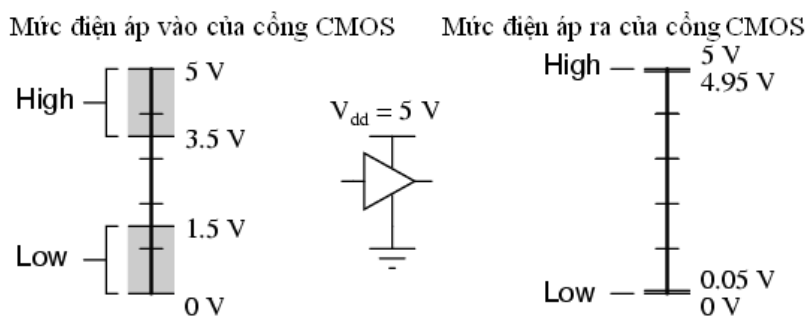 Mức điện áp vào của cổng CMOS
Mức điện áp ra của cổng CMOS
High
5 V
3.5 V
Low
1.5 V
0 V
Vdd = 5 V
High
5 V
4.95 V
Low
0.05 V
0 V